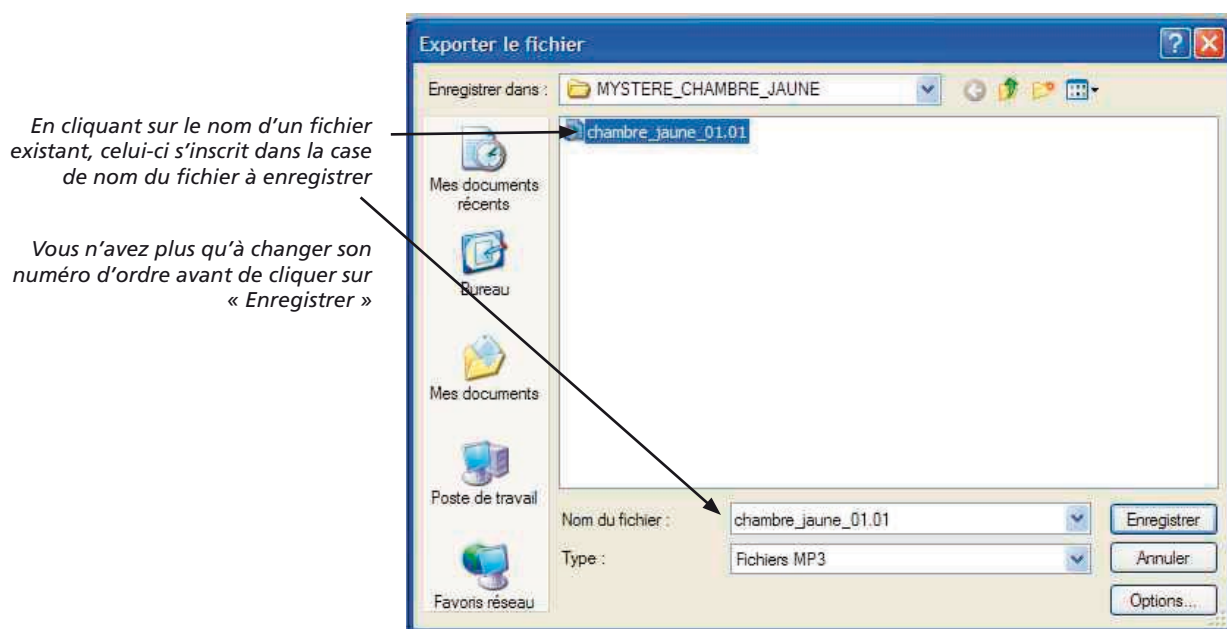 Exporter le fichier
Enregistrer dans :
MYSTERE_CHAMBRE_JAUNE
En cliquant sur le nom d’un fichier
existant, celui-ci s’inscrit dans la case
de nom du fichier à enregistrer
Vous n’avez plus qu’à changer son
numéro d’ordre avant de cliquer sur
« Enregistrer »
chambre_jaune_01.01
Mes documents
récents
Bureau
Mes documents
Poste de travail
Favoris réseau
Nom du fichier :
chambre_jaune_01.01
Enregistrer
Type :
Fichiers MP3
Annuler
Options...